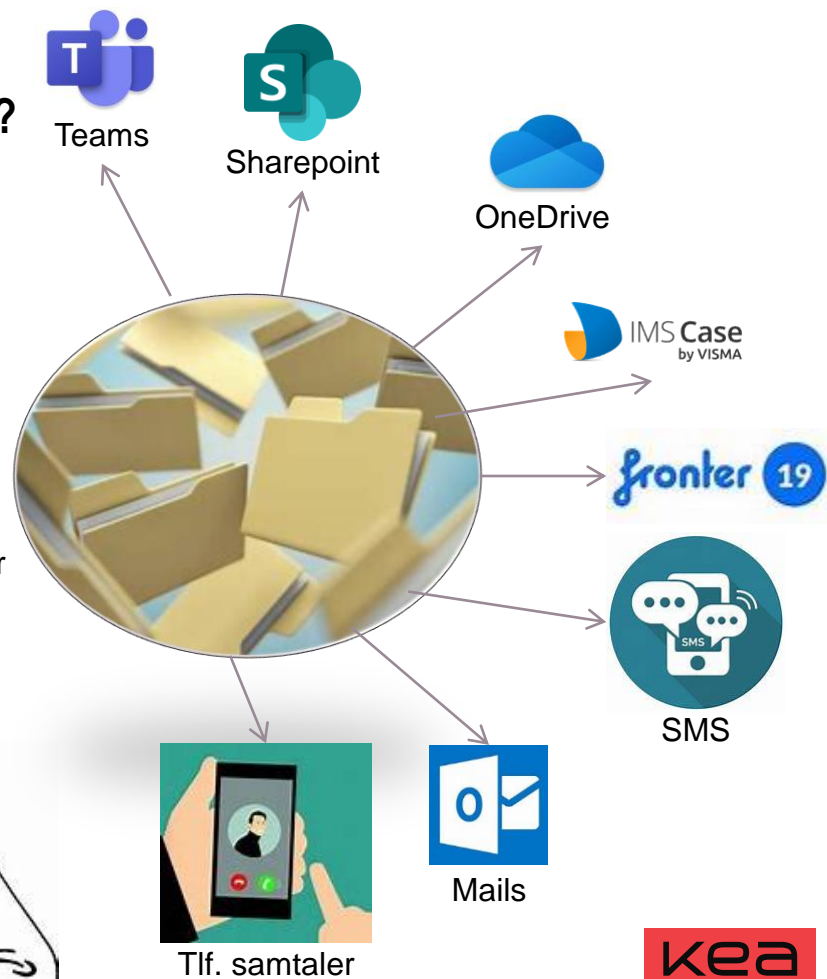 ?
T
Teams
S
Sharepoint
OneDrive
IMS Case
by VISMA
fronter 19
r
SMS
SMS
O
Mails
Tlf. samtaler
kea